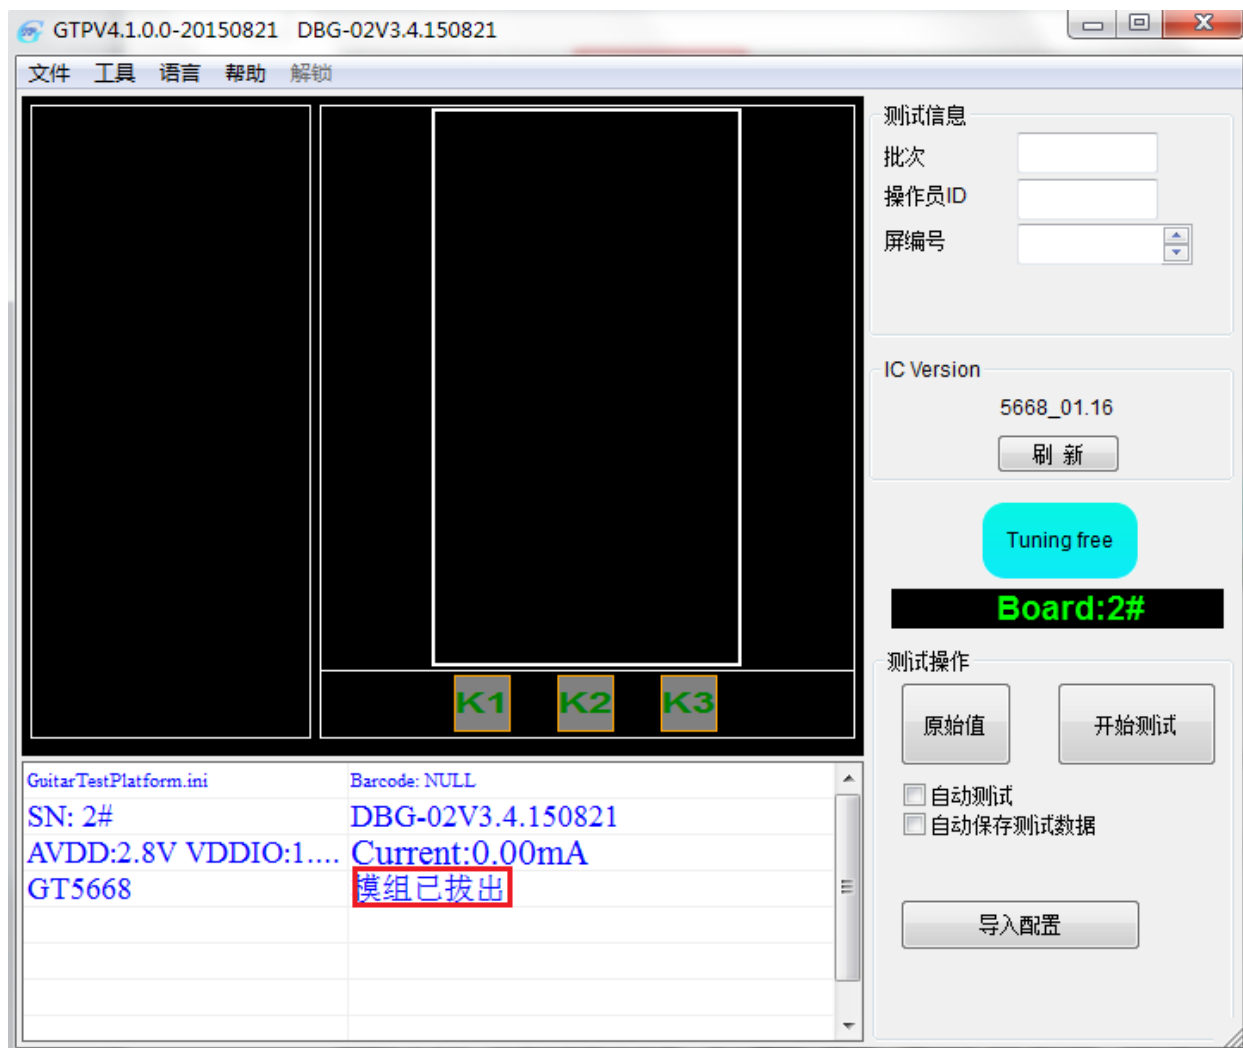 GTPV4.1.0.0-20150821 DBG-02V3.4.150821
文件 工具 语言 帮助 解锁
测试信息
批次
操作员ID
屏编号
IC Version
5668_01.16
刷 新
Tuning free
Board:2#
测试操作
原始值 开始测试
自动测试
自动保存测试数据
导入配置
K1 K2 K3
GuitarTestPlatform.ini Barcode: NULL
SN: 2# DBG-02V3.4.150821
AVDD:2.8V VDDIO:1.... Current:0.00mA
GT5668 模组已拔出